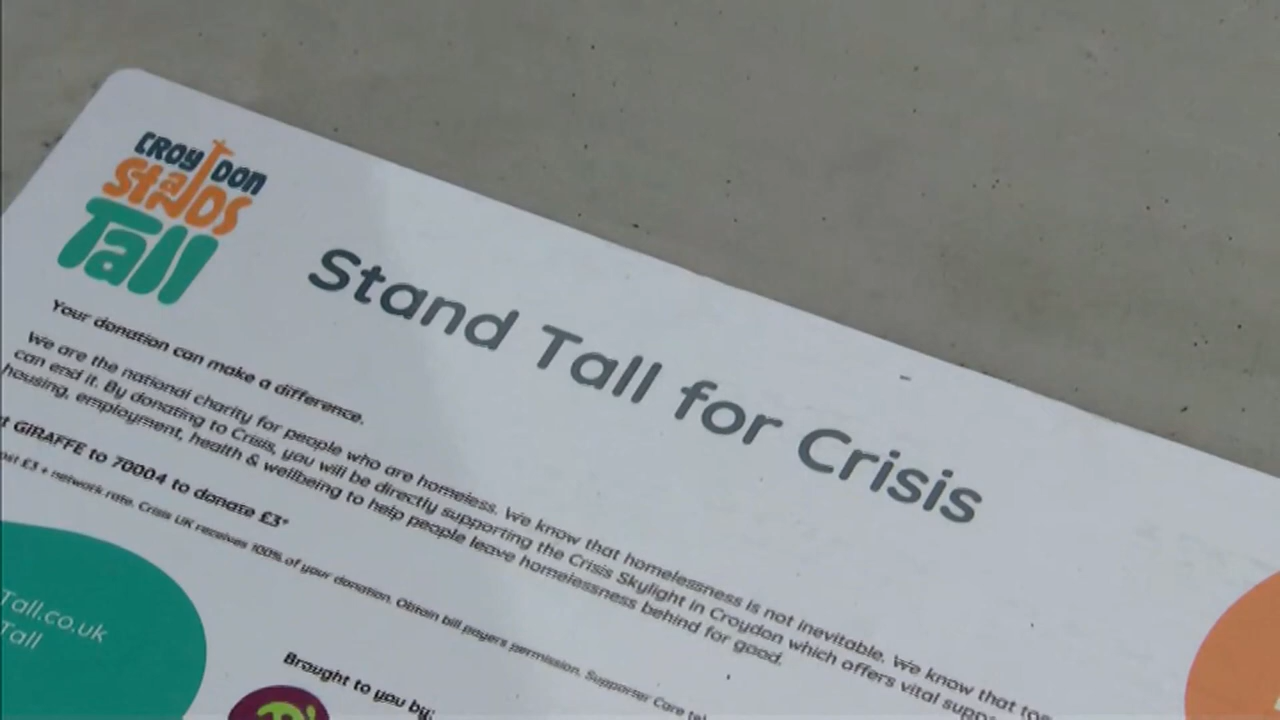 CROYDON
Stands
Tall
Stand Tall for Crisis
Your donation can make a difference.
We are the national charity for people who are homeless. We know that homelessness is not inevitable. We know that together we
can end it. By donating to Crisis, you will be directly supporting the Crisis Skylight in Croydon which offers vital
housing, employment, health & wellbeing to help people leave homelessness behind for good.
GIRAFFE to 70004 to donate £3*
£3 + network rate. Crisis UK receives 100% of your donation. Obtain bill payers permission. Supporter Care
Tall.co.uk
Tall
Brought to you by: